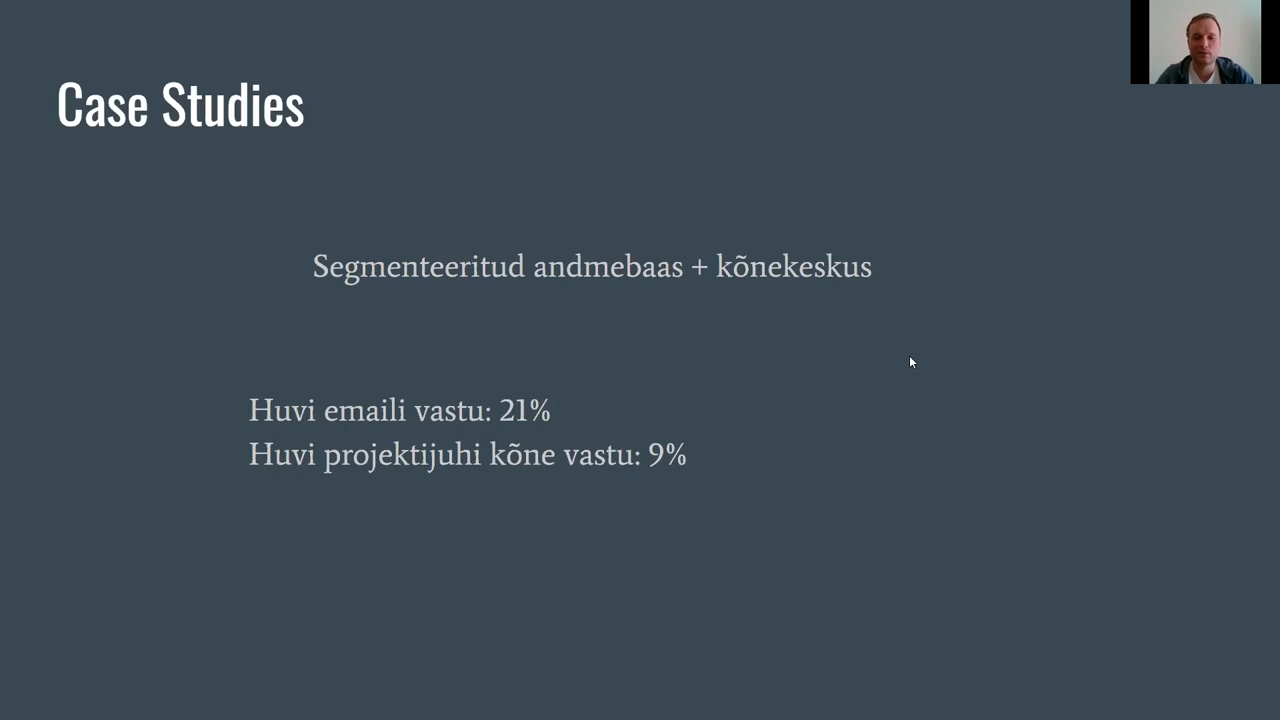 Case Studies
Segmenteeritud andmebaas + kõnekeskus
Huvi emaili vastu: 21%
Huvi projektijuhi kõne vastu: 9%